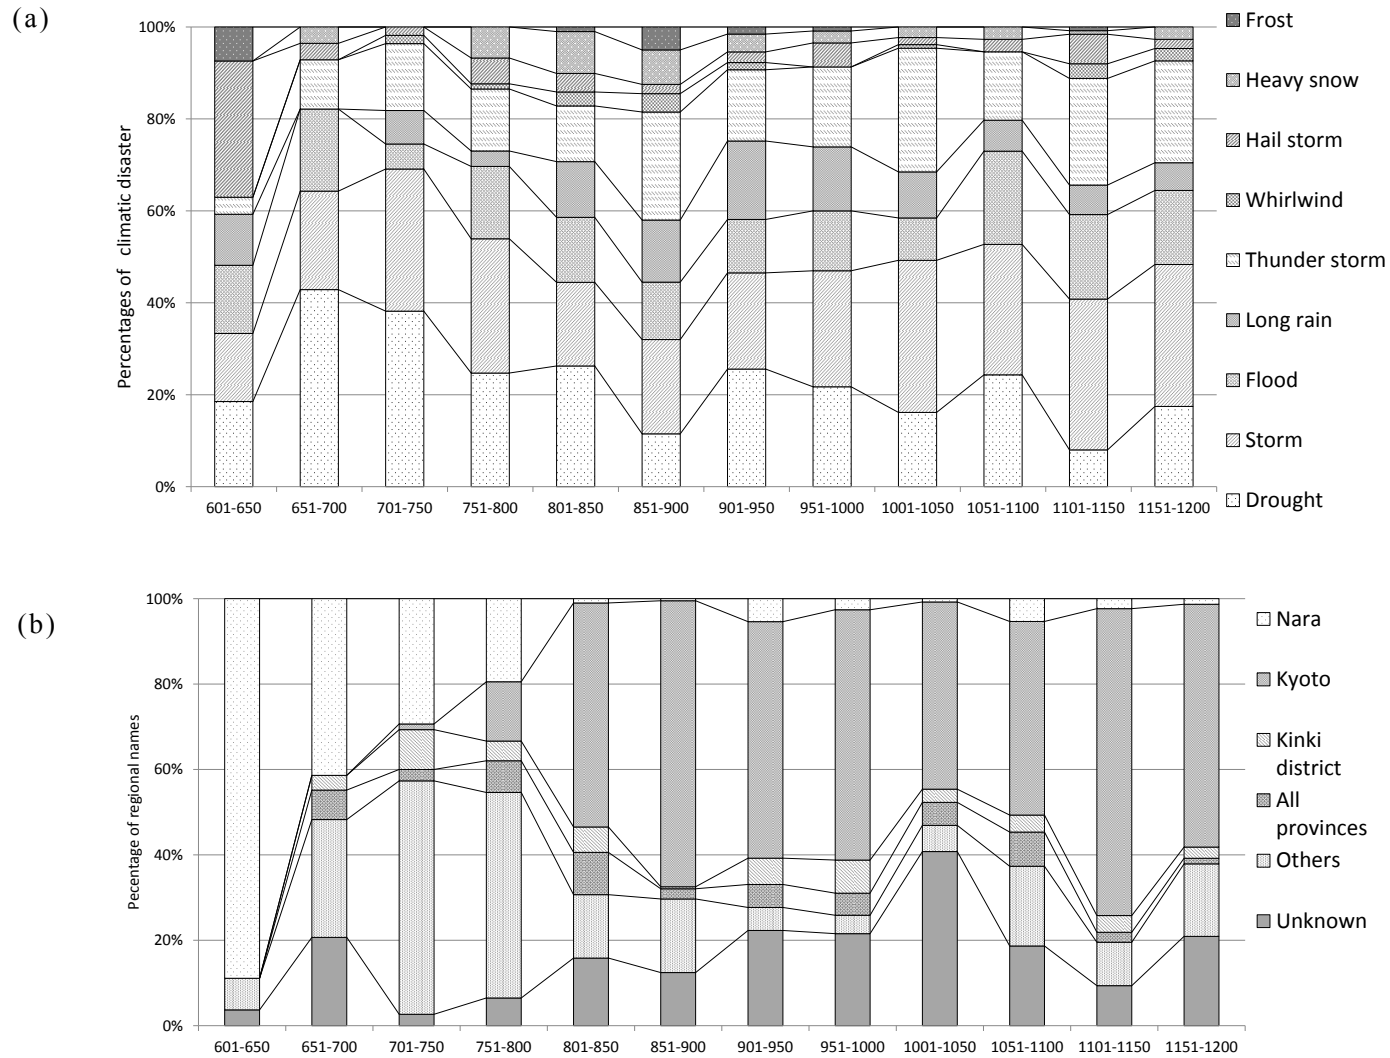 (a)
Percentages of climatic disaster
100%
80%
60%
40%
20%
0%
601-650 651-700 701-750 751-800 801-850 851-900 901-950 951-1000 1001-1050 1051-1100 1101-1150 1151-1200
Frost
Heavy snow
Hail storm
Whirlwind
Thunder storm
Long rain
Flood
Storm
Drought
(b)
Pecentage of regional names
100%
80%
60%
40%
20%
0%
601-650 651-700 701-750 751-800 801-850 851-900 901-950 951-1000 1001-1050 1051-1100 1101-1150 1151-1200
Nara
Kyoto
Kinki
district
All
provinces
Others
Unknown